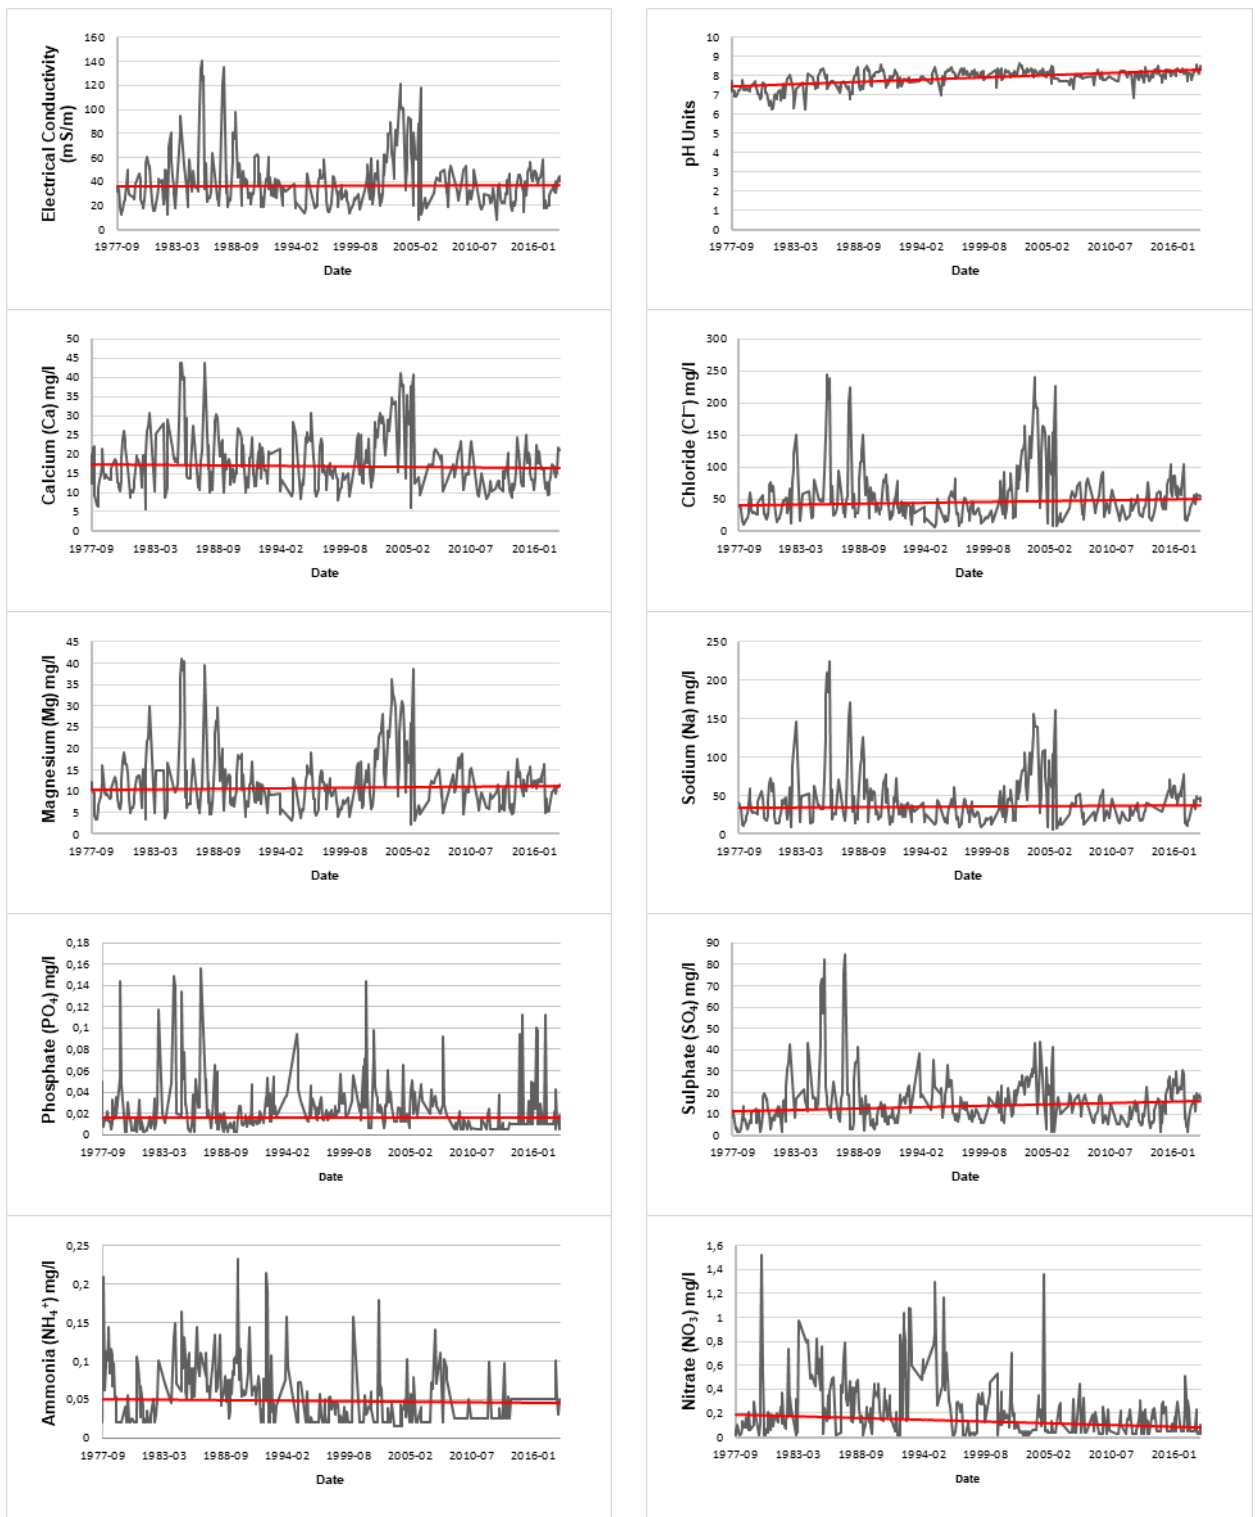 Electrical Conductivity
(mS/m)
160
140
120
100
80
60
40
20
0
1977-09 1983-03 1988-09 1994-02 1999-08 2005-02 2010-07 2016-01
Date
pH Units
10
9
8
7
6
5
4
3
2
1
0
1977-09 1983-03 1988-09 1994-02 1999-08 2005-02 2010-07 2016-01
Date
Calcium (Ca) mg/l
50
45
40
35
30
25
20
15
10
5
0
1977-09 1983-03 1988-09 1994-02 1999-08 2005-02 2010-07 2016-01
Date
Chloride (Cl⁻) mg/l
300
250
200
150
100
50
0
1977-09 1983-03 1988-09 1994-02 1999-08 2005-02 2010-07 2016-01
Date
Magnesium (Mg) mg/l
45
40
35
30
25
20
15
10
5
0
1977-09 1983-03 1988-09 1994-02 1999-08 2005-02 2010-07 2016-01
Date
Sodium (Na) mg/l
250
200
150
100
50
0
1977-09 1983-03 1988-09 1994-02 1999-08 2005-02 2010-07 2016-01
Date
Phosphate (PO₄) mg/l
0,18
0,16
0,14
0,12
0,1
0,08
0,06
0,04
0,02
0
1977-09 1983-03 1988-09 1994-02 1999-08 2005-02 2010-07 2016-01
Date
Sulphate (SO₄) mg/l
90
80
70
60
50
40
30
20
10
0
1977-09 1983-03 1988-09 1994-02 1999-08 2005-02 2010-07 2016-01
Date
Ammonia (NH₄⁺) mg/l
0,25
0,2
0,15
0,1
0,05
0
1977-09 1983-03 1988-09 1994-02 1999-08 2005-02 2010-07 2016-01
Date
Nitrate (NO₃) mg/l
1,6
1,4
1,2
1
0,8
0,6
0,4
0,2
0
1977-09 1983-03 1988-09 1994-02 1999-08 2005-02 2010-07 2016-01
Date